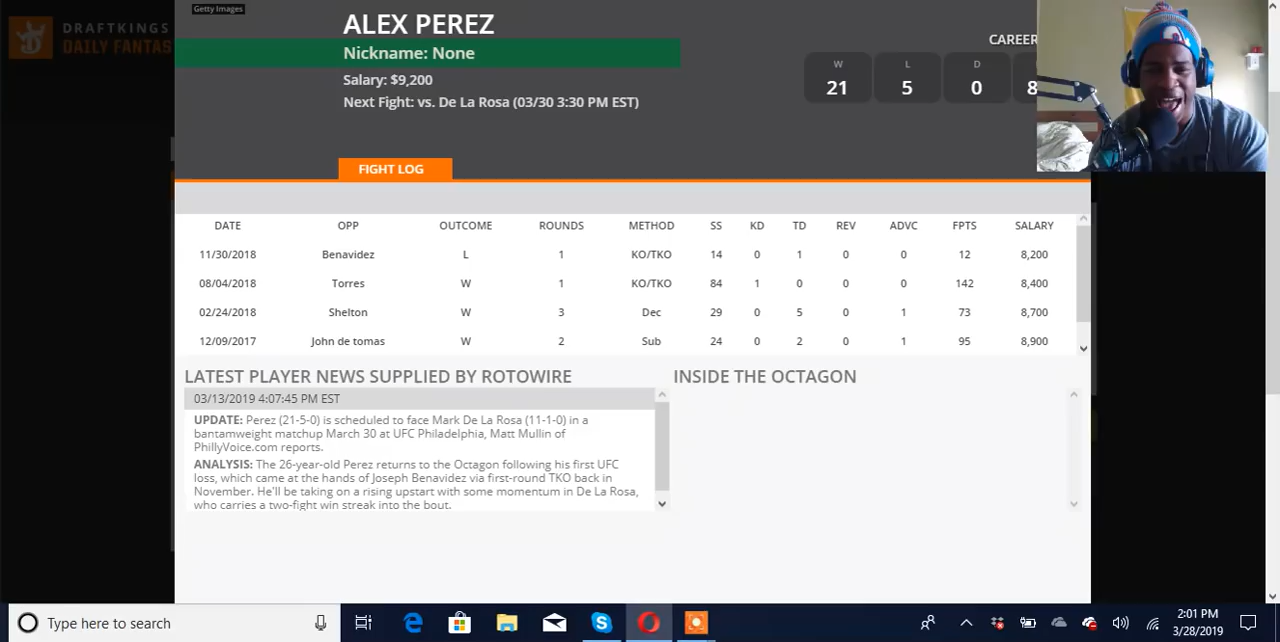 Getty Images
DRAFTKINGS
DAILY FANTAS
ALEX PEREZ
Nickname: None
Salary: $9,200
Next Fight: vs. De La Rosa (03/30 3:30 PM EST)
CAREER
W L D
21 5 0 8
FIGHT LOG
DATE OPP OUTCOME ROUNDS METHOD SS KD TD REV ADVC FPTS SALARY
11/30/2018 Benavidez L 1 KO/TKO 14 0 1 0 0 12 8,200
08/04/2018 Torres W 1 KO/TKO 84 1 0 0 0 142 8,400
02/24/2018 Shelton W 3 Dec 29 0 5 0 1 73 8,700
12/09/2017 John de tomas W 2 Sub 24 0 2 0 1 95 8,900
LATEST PLAYER NEWS SUPPLIED BY ROTOWIRE
03/13/2019 4:07:45 PM EST
UPDATE: Perez (21-5-0) is scheduled to face Mark De La Rosa (11-1-0) in a
bantamweight matchup March 30 at UFC Philadelphia, Matt Mullin of
PhillyVoice.com reports.
ANALYSIS: The 26-year-old Perez returns to the Octagon following his first UFC
loss, which came at the hands of Joseph Benavidez via first-round TKO back in
November. He'll be taking on a rising upstart with some momentum in De La Rosa,
who carries a two-fight win streak into the bout.
INSIDE THE OCTAGON
Type here to search
2:01 PM
3/28/2019